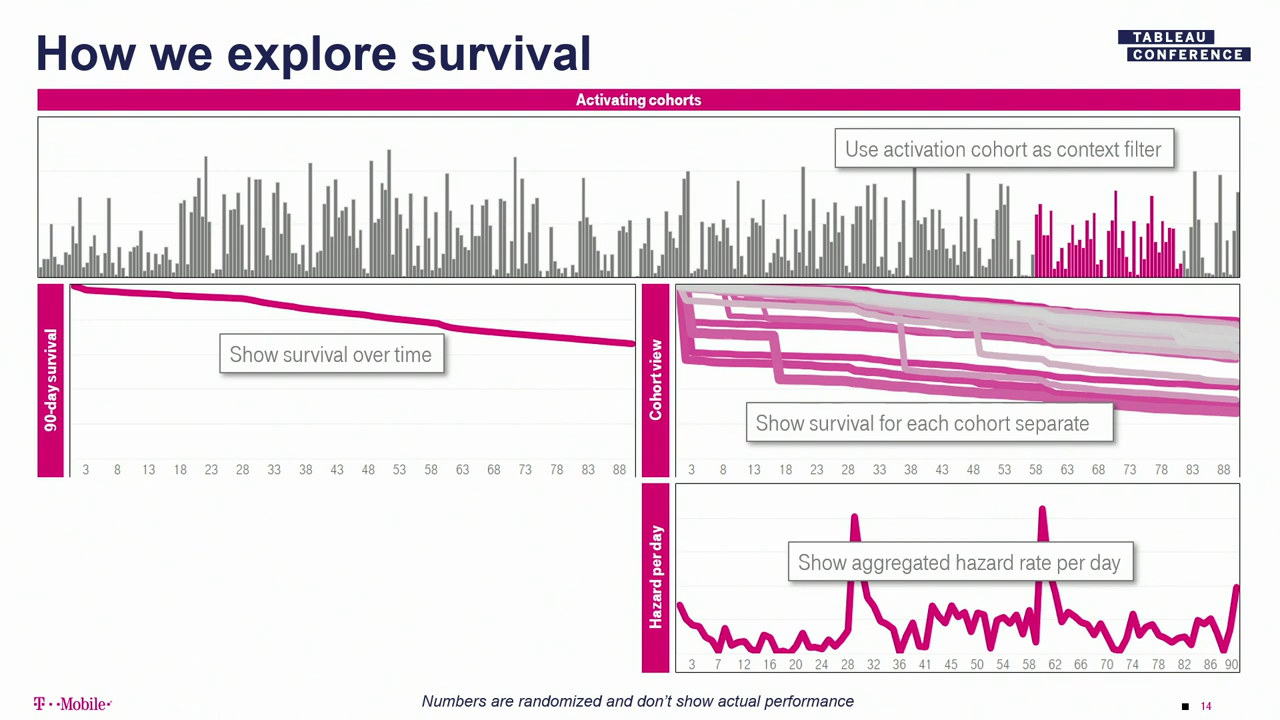 How we explore survival
TABLEAU
CONFERENCE
Activating cohorts
Use activation cohort as context filter
90-day survival
Show survival over time
3 8 13 18 23 28 33 38 43 48 53 58 63 68 73 78 83 88
Cohort view
Show survival for each cohort separate
3 8 13 18 23 28 33 38 43 48 53 58 63 68 73 78 83 88
Hazard per day
Show aggregated hazard rate per day
3 7 12 16 20 24 28 32 36 41 45 50 54 58 62 66 70 74 78 82 86 90
T··Mobile·
Numbers are randomized and don't show actual performance
14